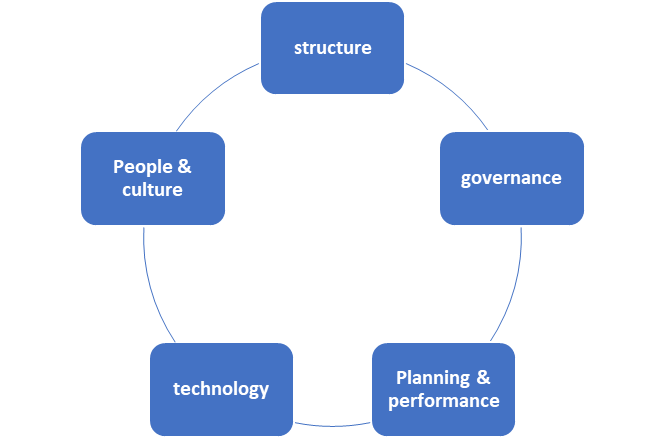 structure
governance
Planning &
performance
technology
People &
culture